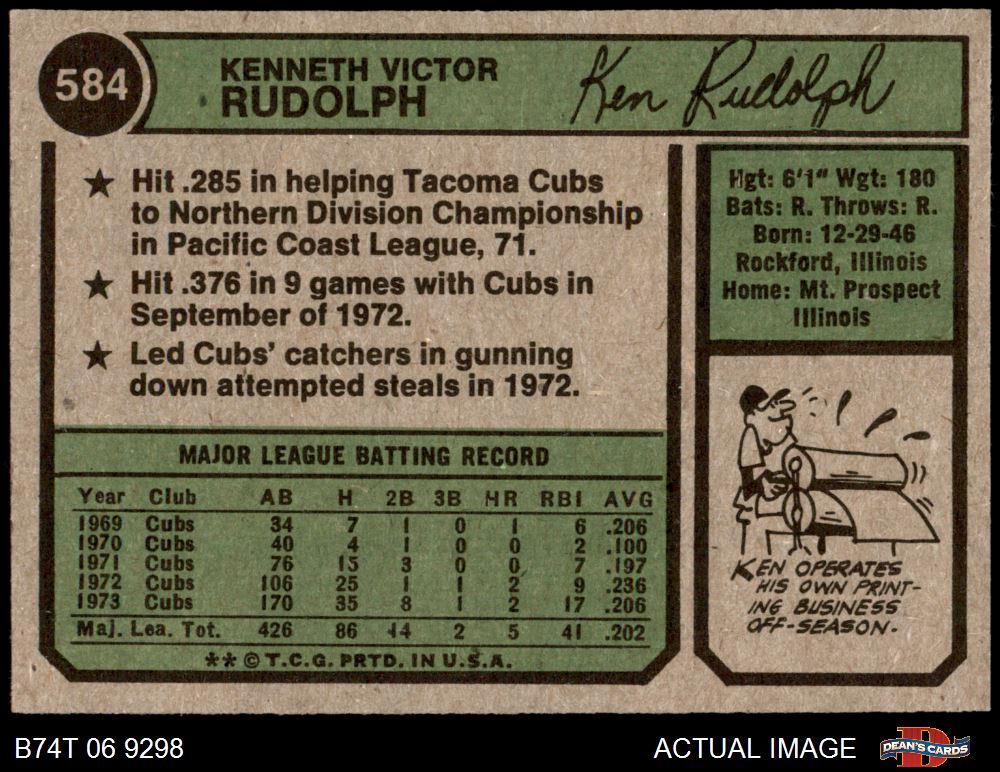 584
KENNETH VICTOR
RUDOLPH
Ken Rudolph
★ Hit .285 in helping Tacoma Cubs
to Northern Division Championship
in Pacific Coast League, 71.
★ Hit .376 in 9 games with Cubs in
September of 1972.
★ Led Cubs' catchers in gunning
down attempted steals in 1972.
Hgt: 6'1" Wgt: 180
Bats: R. Throws: R.
Born: 12-29-46
Rockford, Illinois
Home: Mt. Prospect
Illinois
MAJOR LEAGUE BATTING RECORD
Year Club AB H 2B 3B HR RBI AVG
1969 Cubs 34 7 1 0 1 6 .206
1970 Cubs 40 4 1 0 0 2 .100
1971 Cubs 76 15 3 0 0 7 .197
1972 Cubs 106 25 1 1 2 9 .236
1973 Cubs 170 35 8 1 2 17 .206
Maj. Lea. Tot. 426 86 14 2 5 41 .202
** © T.C.G. PRTD. IN U.S.A.
KEN OPERATES
HIS OWN PRINT-
ING BUSINESS
OFF-SEASON.
B74T 06 9298
ACTUAL IMAGE
DEAN'S CARDS